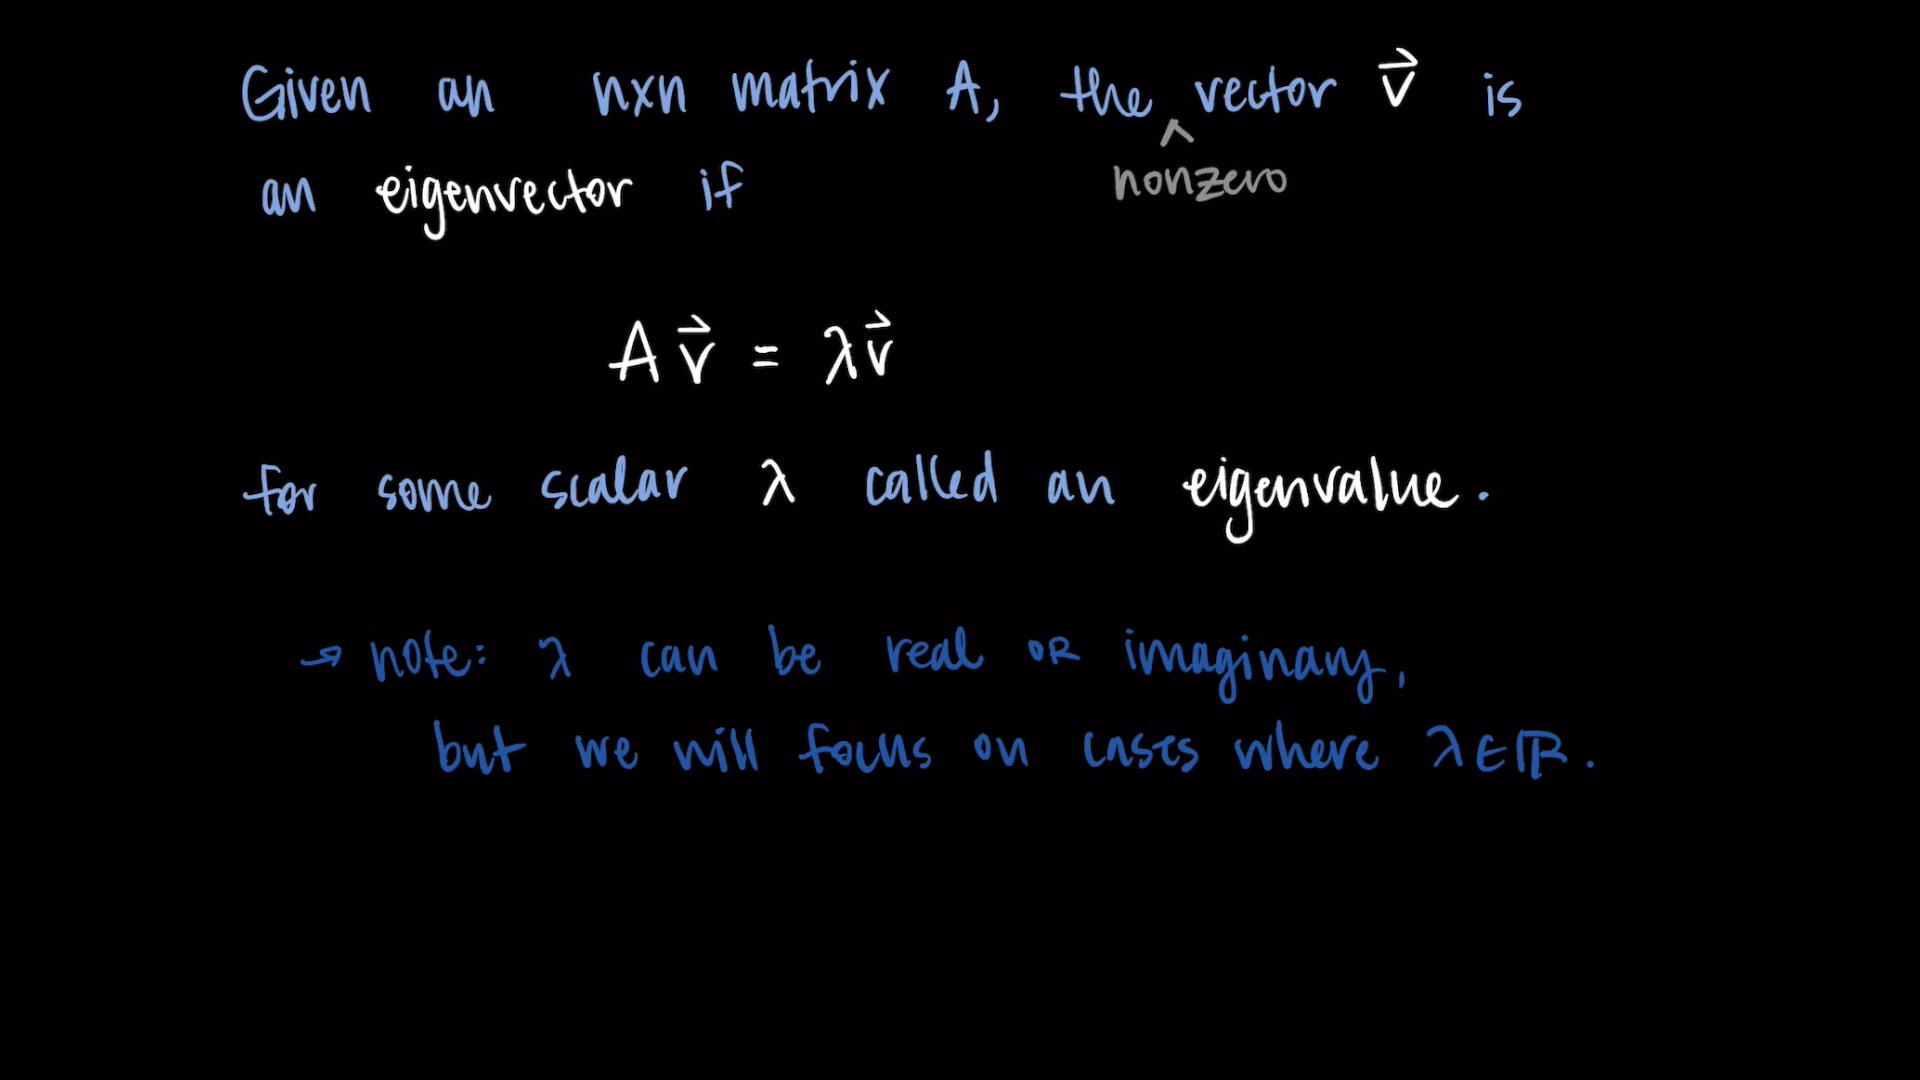 Given an nxn matrix A, the vector v⃗ is
^
nonzero
an eigenvector if
A v⃗ = λv⃗
for some scalar λ called an eigenvalue.
→ note: λ can be real OR imaginary,
but we will focus on cases where λ∈ℝ.